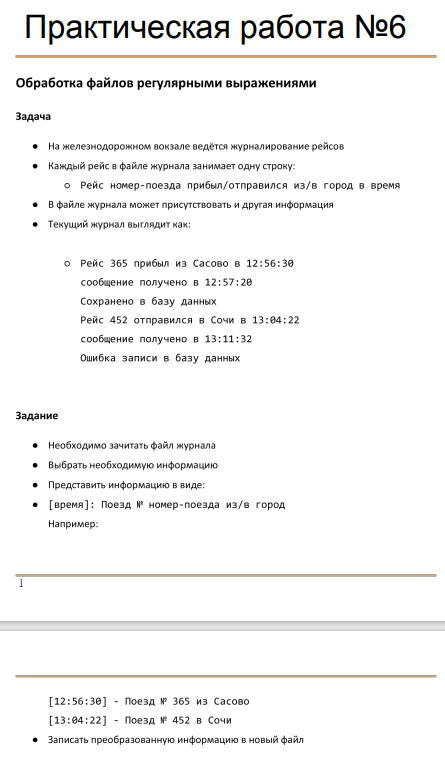 Практическая работа №6
Обработка файлов регулярными выражениями
Задача
● На железнодорожном вокзале ведётся журналирование рейсов
● Каждый рейс в файле журнала занимает одну строку:
○ Рейс номер-поезда прибыл/отправился из/в город в время
● В файле журнала может присутствовать и другая информация
● Текущий журнал выглядит как:
○ Рейс 365 прибыл из Сасово в 12:56:30
сообщение получено в 12:57:20
Сохранено в базу данных
Рейс 452 отправился в Сочи в 13:04:22
сообщение получено в 13:11:32
Ошибка записи в базу данных
Задание
● Необходимо зачитать файл журнала
● Выбрать необходимую информацию
● Представить информацию в виде:
● [время]: Поезд № номер-поезда из/в город
Например:
1
[12:56:30] - Поезд № 365 из Сасово
[13:04:22] - Поезд № 452 в Сочи
● Записать преобразованную информацию в новый файл